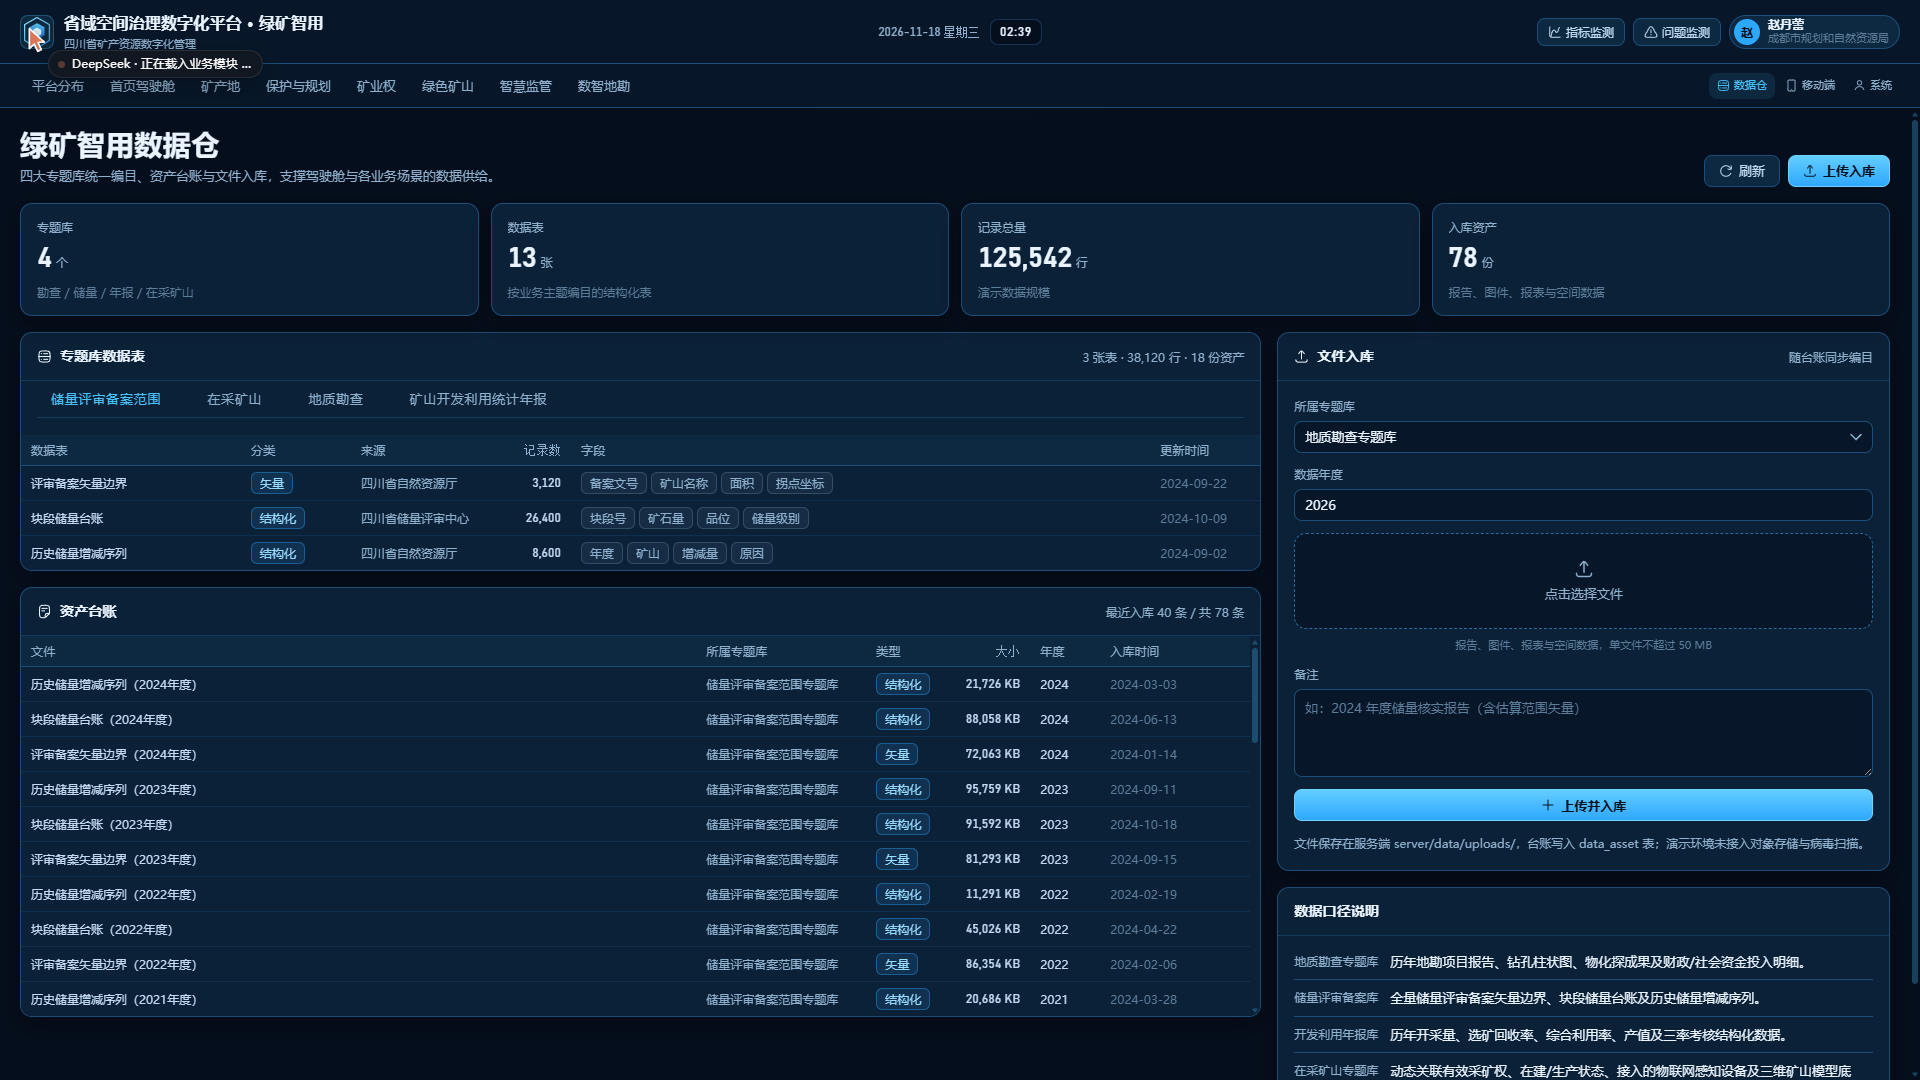 省域空间治理数字化平台 • 绿矿智用
四川省矿产资源数字化管理
DeepSeek · 正在载入业务模块 ...
2026-11-18 星期三 02:39
指标监测 问题监测 赵 赵丹蕾
成都市规划和自然资源局
平台分布 首页驾驶舱 矿产地 保护与规划 矿业权 绿色矿山 智慧监管 数智地勘 数据仓 移动端 系统
绿矿智用数据仓
四大专题库统一编目、资产台账与文件入库，支撑驾驶舱与各业务场景的数据供给。
刷新 上传入库
专题库
4 个
勘查 / 储量 / 年报 / 在采矿山
数据表
13 张
按业务主题编目的结构化表
记录总量
125,542 行
演示数据规模
入库资产
78 份
报告、图件、报表与空间数据
专题库数据表 3 张表 · 38,120 行 · 18 份资产
储量评审备案范围 在采矿山 地质勘查 矿山开发利用统计年报
数据表 分类 来源 记录数 字段 更新时间
评审备案矢量边界 矢量 四川省自然资源厅 3,120 备案文号 矿山名称 面积 拐点坐标 2024-09-22
块段储量台账 结构化 四川省储量评审中心 26,400 块段号 矿石量 品位 储量级别 2024-10-09
历史储量增减序列 结构化 四川省自然资源厅 8,600 年度 矿山 增减量 原因 2024-09-02
资产台账 最近入库 40 条 / 共 78 条
文件 所属专题库 类型 大小 年度 入库时间
历史储量增减序列（2024年度） 储量评审备案范围专题库 结构化 21,726 KB 2024 2024-03-03
块段储量台账（2024年度） 储量评审备案范围专题库 结构化 88,058 KB 2024 2024-06-13
评审备案矢量边界（2024年度） 储量评审备案范围专题库 矢量 72,063 KB 2024 2024-01-14
历史储量增减序列（2023年度） 储量评审备案范围专题库 结构化 95,759 KB 2023 2024-09-11
块段储量台账（2023年度） 储量评审备案范围专题库 结构化 91,592 KB 2023 2024-10-18
评审备案矢量边界（2023年度） 储量评审备案范围专题库 矢量 81,293 KB 2023 2024-09-15
历史储量增减序列（2022年度） 储量评审备案范围专题库 结构化 11,291 KB 2022 2024-02-19
块段储量台账（2022年度） 储量评审备案范围专题库 结构化 45,026 KB 2022 2024-04-22
评审备案矢量边界（2022年度） 储量评审备案范围专题库 矢量 86,354 KB 2022 2024-02-06
历史储量增减序列（2021年度） 储量评审备案范围专题库 结构化 20,686 KB 2021 2024-03-28
文件入库 随台账同步编目
所属专题库
地质勘查专题库
数据年度
2026
点击选择文件
报告、图件、报表与空间数据，单文件不超过 50 MB
备注
如：2024 年度储量核实报告（含估算范围矢量）
上传并入库
文件保存在服务端 server/data/uploads/，台账写入 data_asset 表；演示环境未接入对象存储与病毒扫描。
数据口径说明
地质勘查专题库 历年地勘项目报告、钻孔柱状图、物化探成果及财政/社会资金投入明细。
储量评审备案库 全量储量评审备案矢量边界、块段储量台账及历史储量增减序列。
开发利用年报库 历年开采量、选矿回收率、综合利用率、产值及三率考核结构化数据。
在采矿山专题库 动态关联有效采矿权、在建/生产状态、接入的物联网感知设备及三维矿山模型底